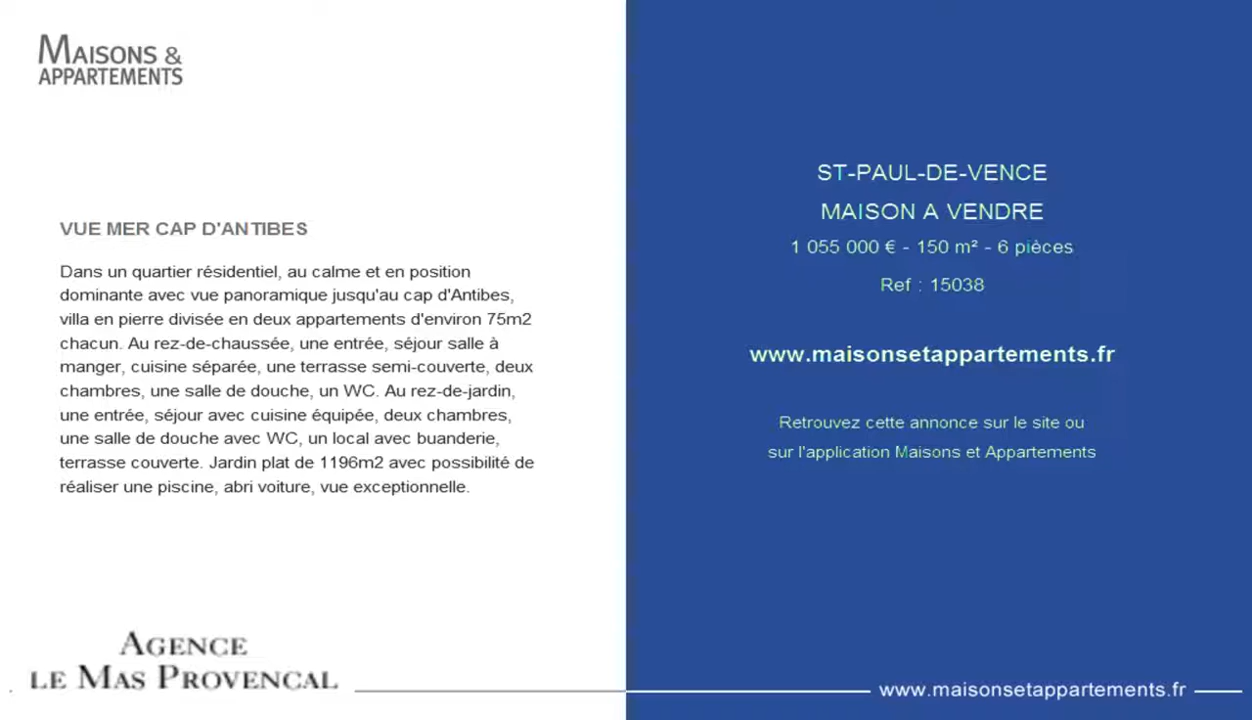 MAISONS &
APPARTEMENTS
VUE MER CAP D'ANTIBES
Dans un quartier résidentiel, au calme et en position
dominante avec vue panoramique jusqu'au cap d'Antibes,
villa en pierre divisée en deux appartements d'environ 75m2
chacun. Au rez-de-chaussée, une entrée, séjour salle à
manger, cuisine séparée, une terrasse semi-couverte, deux
chambres, une salle de douche, un WC. Au rez-de-jardin,
une entrée, séjour avec cuisine équipée, deux chambres,
une salle de douche avec WC, un local avec buanderie,
terrasse couverte. Jardin plat de 1196m2 avec possibilité de
réaliser une piscine, abri voiture, vue exceptionnelle.
AGENCE
LE MAS PROVENCAL
ST-PAUL-DE-VENCE
MAISON A VENDRE
1 055 000 € - 150 m² - 6 pièces
Ref : 15038
www.maisonsetappartements.fr
Retrouvez cette annonce sur le site ou
sur l'application Maisons et Appartements
www.maisonsetappartements.fr